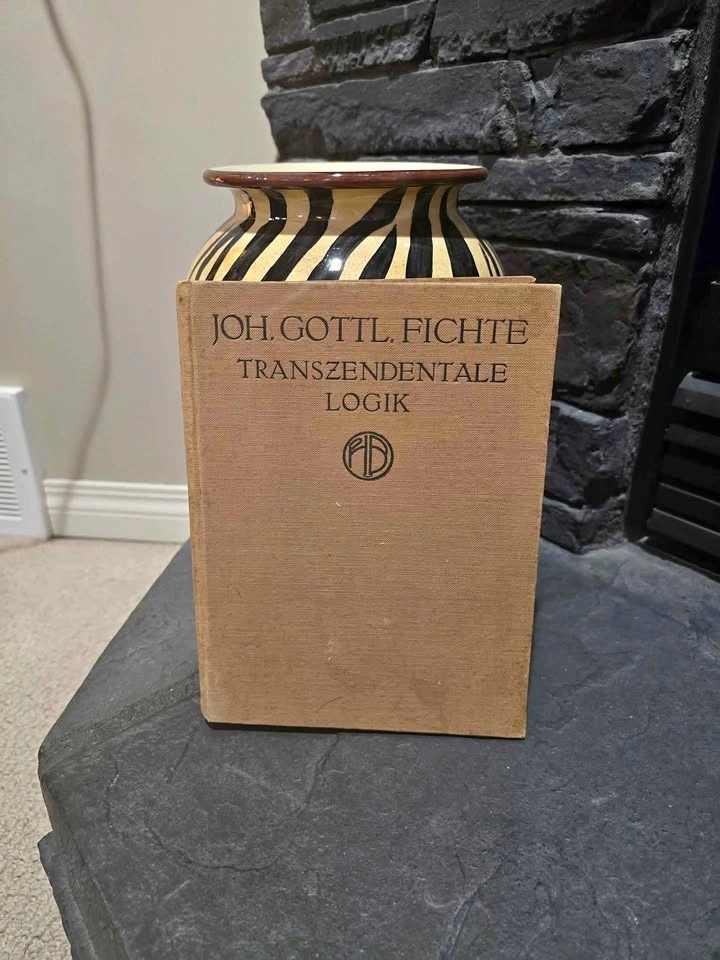 JOH. GOTTL. FICHTE
TRANSZENDENTALE
LOGIK